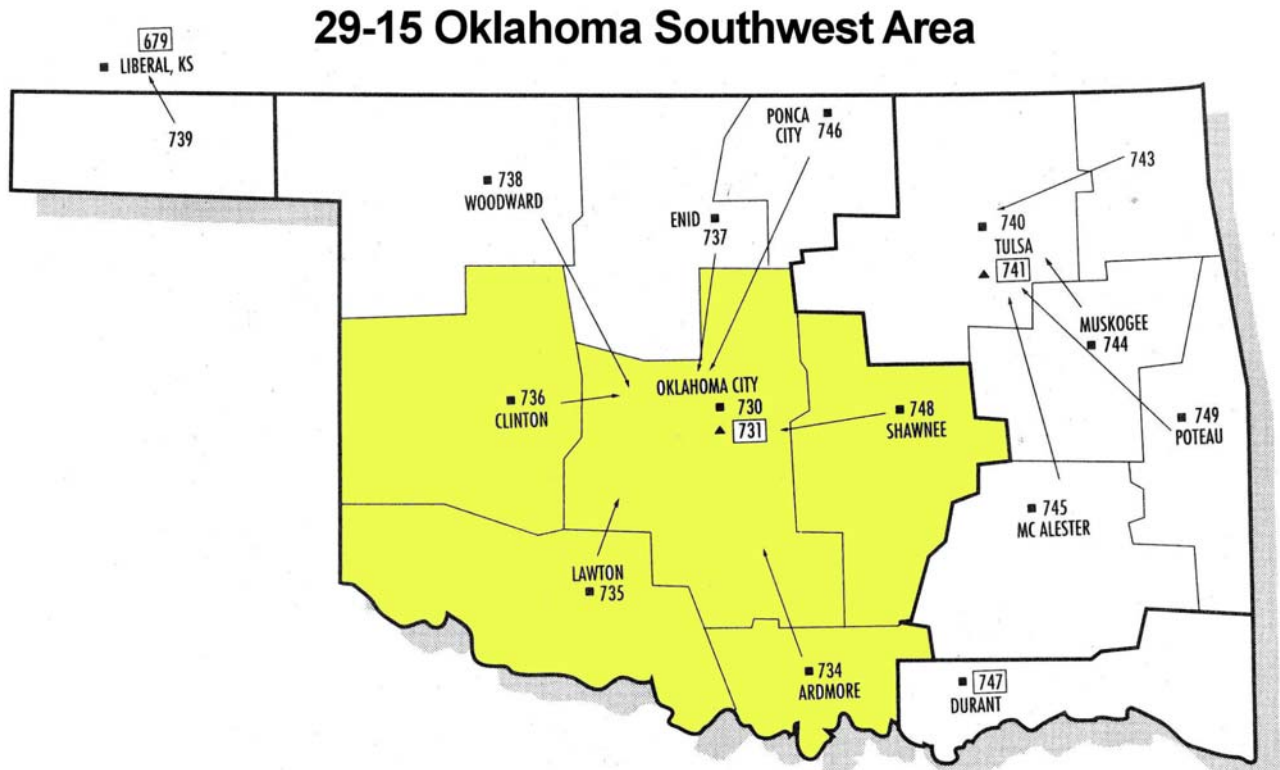 29-15 Oklahoma Southwest Area
679
LIBERAL, KS
739
738
WOODWARD
ENID
737
PONCA
CITY 746
743
740
TULSA
741
MUSKOGEE
744
736
CLINTON
OKLAHOMA CITY
730
731
748
SHAWNEE
749
POTEAU
745
MC ALESTER
LAWTON
735
734
ARDMORE
747
DURANT